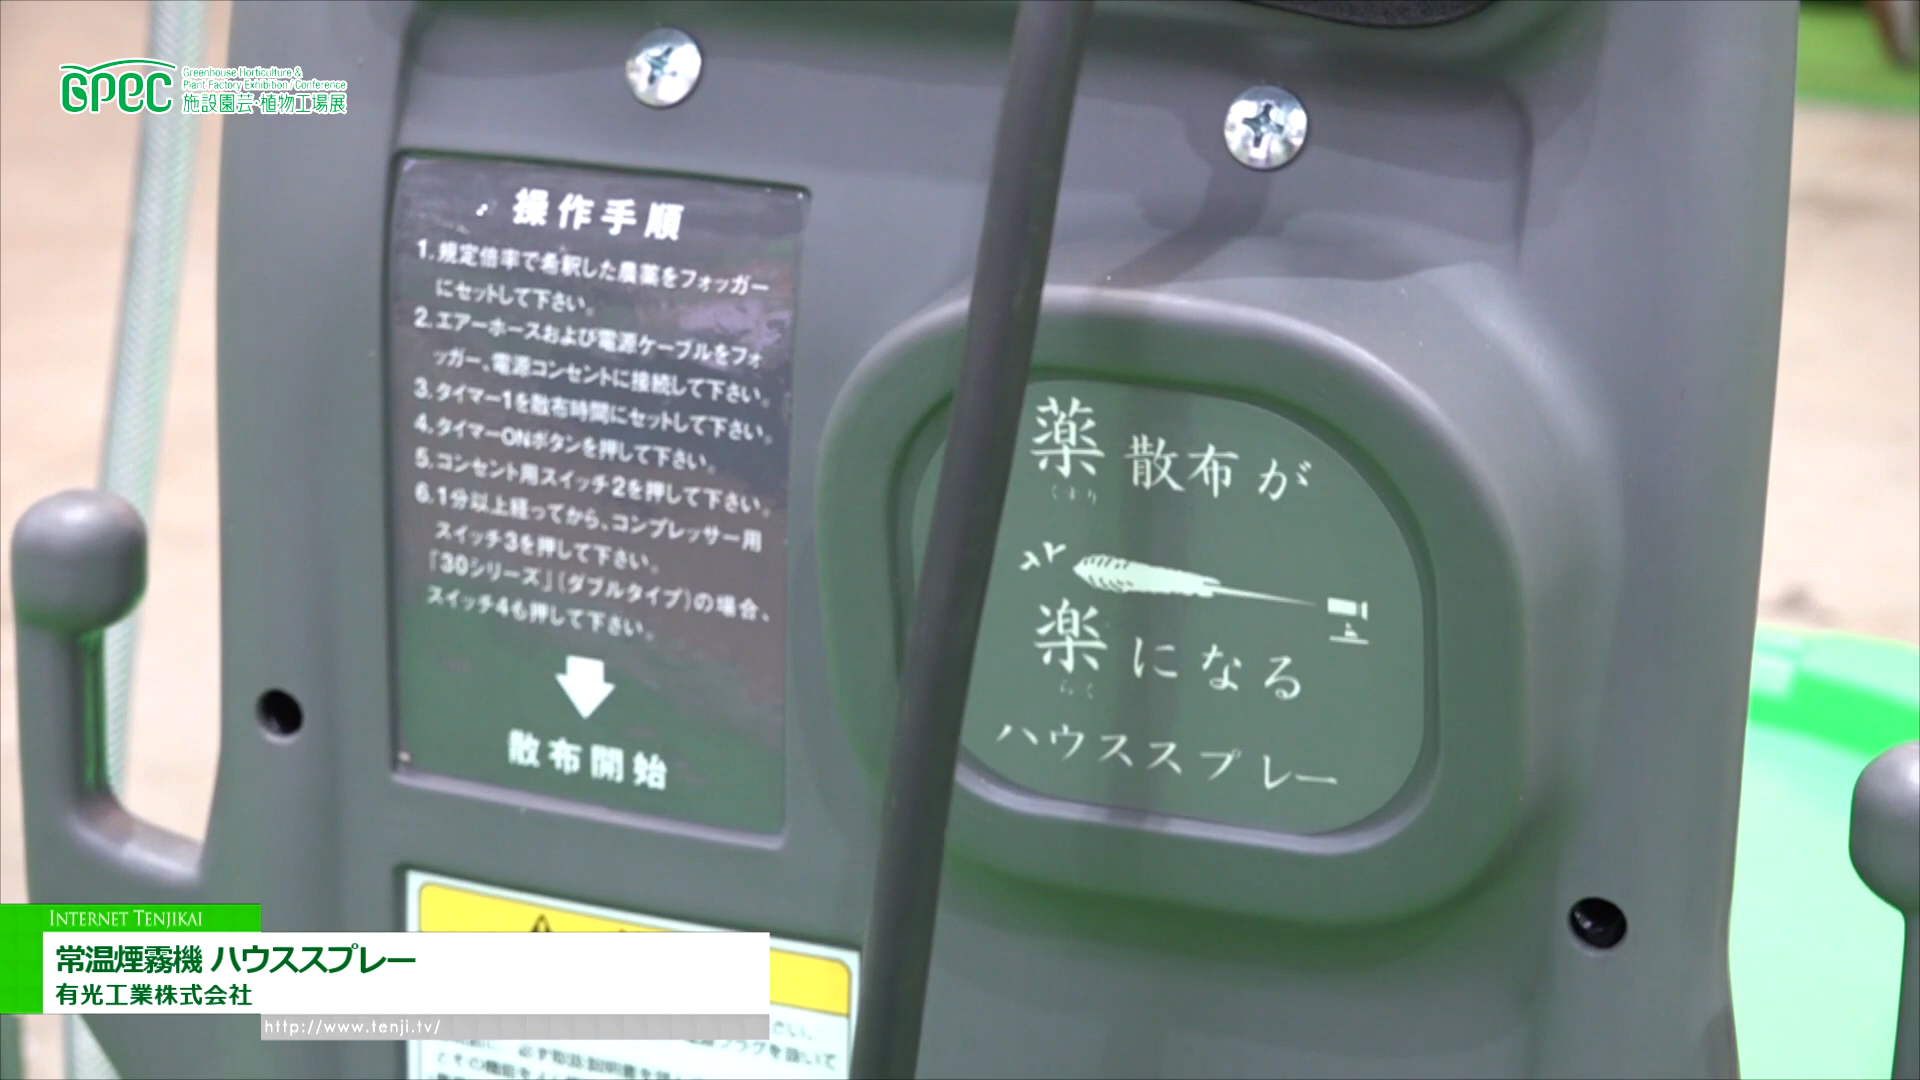 GPEC
Greenhouse Horticulture &
Plant Factory Exhibition / Conference
施設園芸・植物工場展
操作手順
1.規定倍率で希釈した農薬をフォッガー
にセットして下さい。
2.エアーホースおよび電源ケーブルをフォ
ッガー、電源コンセントに接続して下さい。
3.タイマー1を散布時間にセットして下さい。
4.タイマーONボタンを押して下さい。
5.コンセント用スイッチ2を押して下さい。
6.1分以上経ってから、コンプレッサー用
スイッチ3を押して下さい。
「30シリーズ」(ダブルタイプ)の場合、
スイッチ4も押して下さい。
散布開始
薬散布が
くすり
楽になる
らく
ハウススプレー
INTERNET TENJIKAI
常温煙霧機 ハウススプレー
有光工業株式会社
http://www.tenji.tv/